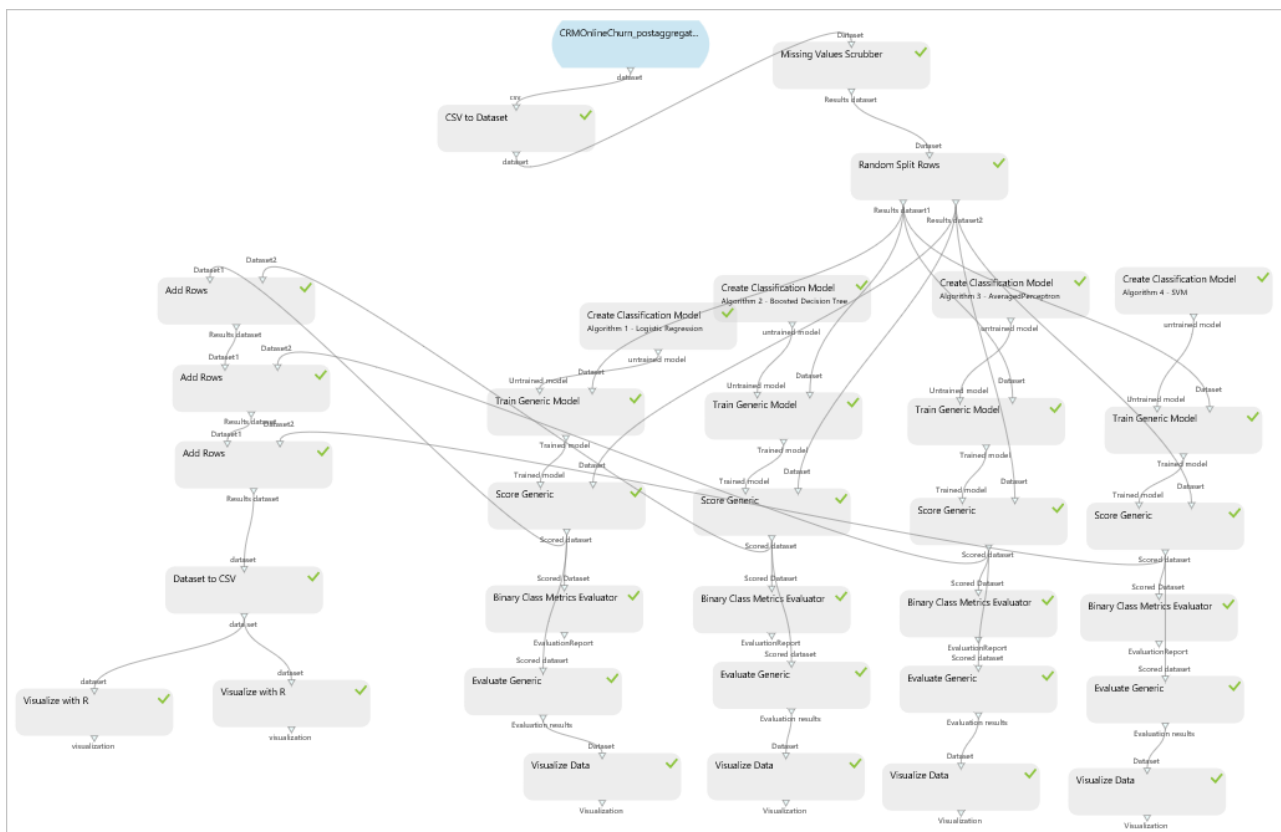 CRMOnlineChurn_postaggregat...
dataset
Dataset
Missing Values Scrubber
Results dataset
csv
CSV to Dataset
dataset
Dataset
Random Split Rows
Results dataset1
Results dataset2
Dataset1
Dataset2
Add Rows
Results dataset
Create Classification Model
Algorithm 1 - Logistic Regression
untrained model
Create Classification Model
Algorithm 2 - Boosted Decision Tree
untrained model
Create Classification Model
Algorithm 3 - AveragedPerceptron
untrained model
Create Classification Model
Algorithm 4 - SVM
untrained model
Dataset1
Dataset2
Add Rows
Results dataset
Dataset1
Dataset2
Add Rows
Results dataset
Untrained model
Dataset
Train Generic Model
Trained model
Untrained model
Dataset
Train Generic Model
Trained model
Untrained model
Dataset
Train Generic Model
Trained model
Untrained model
Dataset
Train Generic Model
Trained model
Trained model
Dataset
Score Generic
Scored dataset
Trained model
Dataset
Score Generic
Scored dataset
Trained model
Dataset
Score Generic
Scored dataset
Trained model
Dataset
Score Generic
Scored dataset
dataset
Dataset to CSV
dataset
Scored Dataset
Binary Class Metrics Evaluator
EvaluationReport
Scored Dataset
Binary Class Metrics Evaluator
EvaluationReport
Scored Dataset
Binary Class Metrics Evaluator
EvaluationReport
Scored Dataset
Binary Class Metrics Evaluator
EvaluationReport
dataset
Visualize with R
visualization
dataset
Visualize with R
visualization
Scored dataset
Evaluate Generic
Evaluation results
Scored dataset
Evaluate Generic
Evaluation results
Scored dataset
Evaluate Generic
Evaluation results
Scored dataset
Evaluate Generic
Evaluation results
Dataset
Visualize Data
Visualization
Dataset
Visualize Data
Visualization
Dataset
Visualize Data
Visualization
Dataset
Visualize Data
Visualization